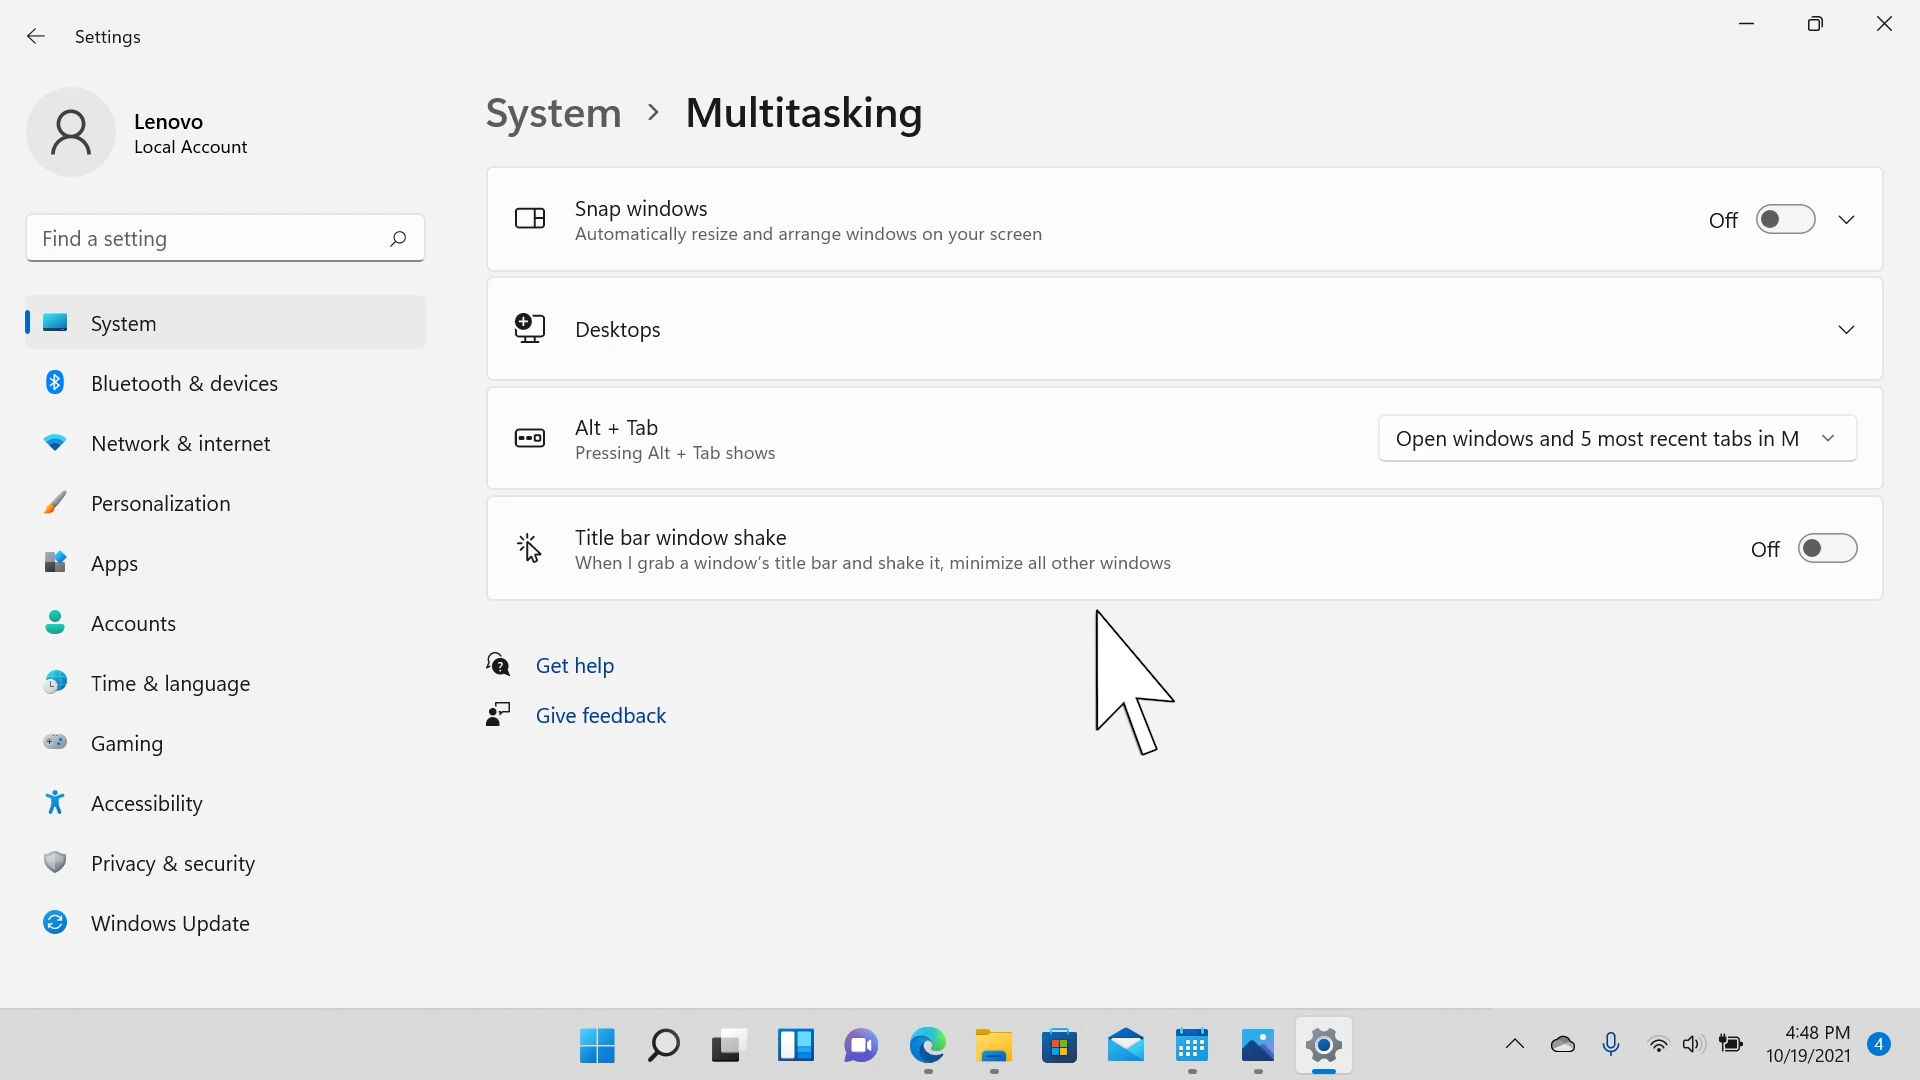 Settings
Lenovo
Local Account
Find a setting
System
Bluetooth & devices
Network & internet
Personalization
Apps
Accounts
Time & language
Gaming
Accessibility
Privacy & security
Windows Update
System > Multitasking
Snap windows
Automatically resize and arrange windows on your screen
Off
Desktops
Alt + Tab
Pressing Alt + Tab shows
Open windows and 5 most recent tabs in M
Title bar window shake
When I grab a window's title bar and shake it, minimize all other windows
Off
Get help
Give feedback
4:48 PM
10/19/2021
4